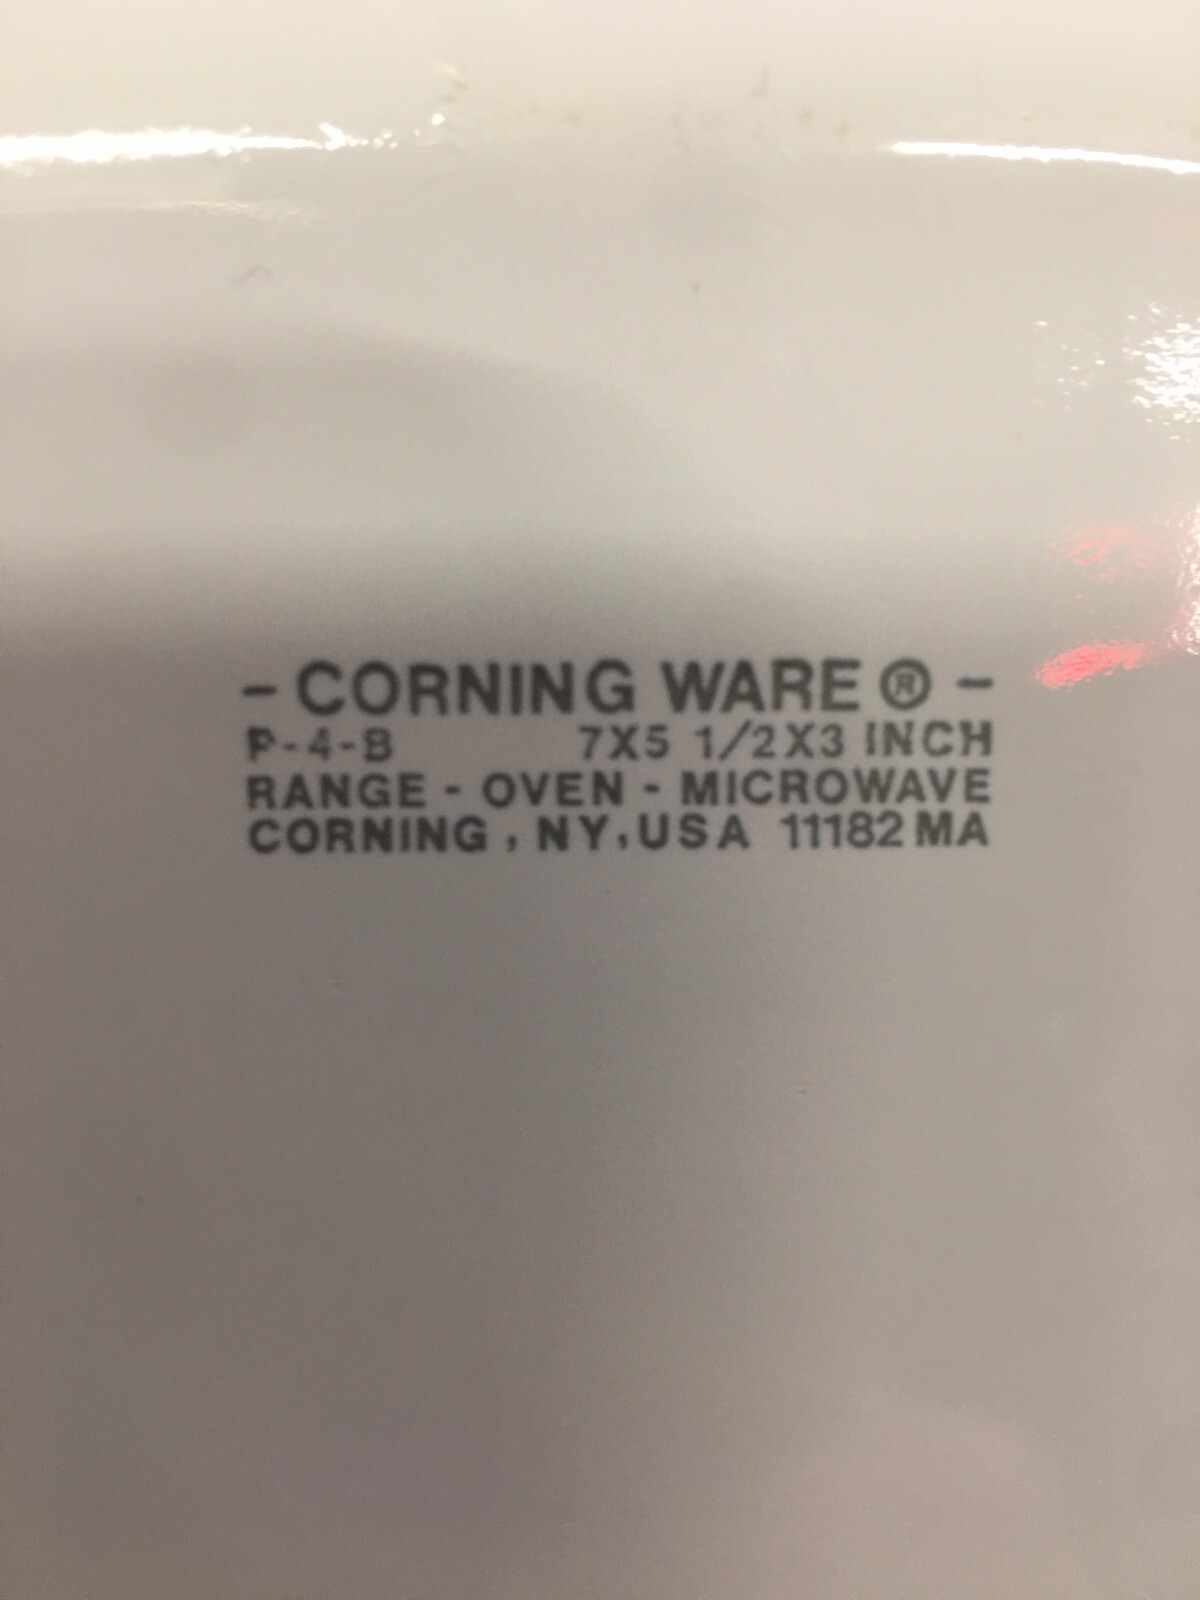 - CORNING WARE ® -
P-4-B 7X5 1/2X3 INCH
RANGE - OVEN - MICROWAVE
CORNING , NY, USA 11182 MA